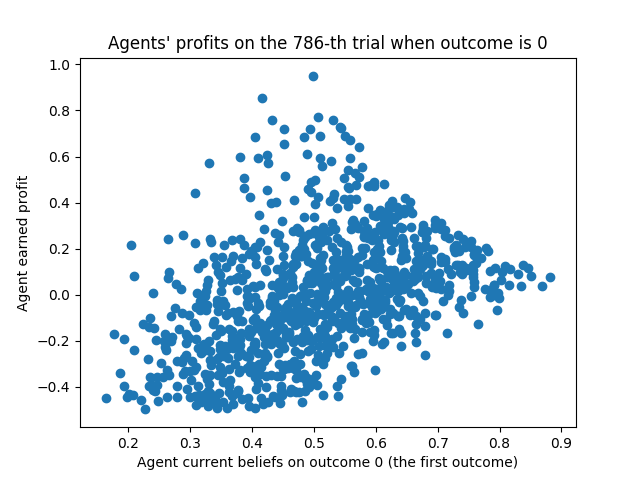 Agents' profits on the 786-th trial when outcome is 0
Agent earned profit
1.0
0.8
0.6
0.4
0.2
0.0
−0.2
−0.4
0.2 0.3 0.4 0.5 0.6 0.7 0.8 0.9
Agent current beliefs on outcome 0 (the first outcome)